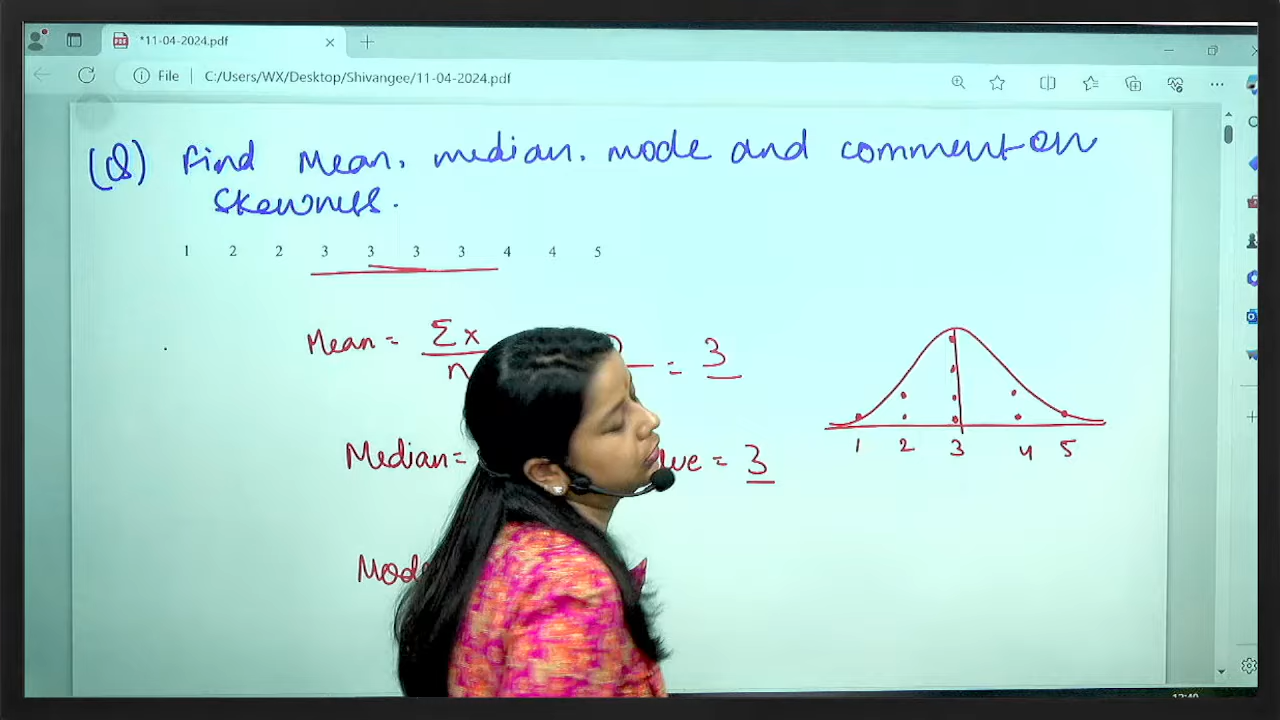 *11-04-2024.pdf
File C:/Users/WX/Desktop/Shivangee/11-04-2024.pdf
(Q) Find Mean, median, mode and comment on
Skewness.
1 2 2 3 3 3 3 4 4 5
Mean = Σx / n = 3
Median = = 3
1 2 3 4 5